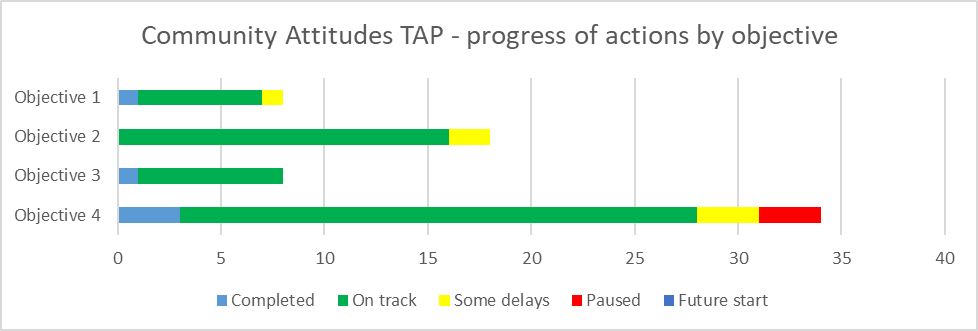 Community Attitudes TAP - progress of actions by objective
Objective 1
Objective 2
Objective 3
Objective 4
0 5 10 15 20 25 30 35 40
Completed On track Some delays Paused Future start